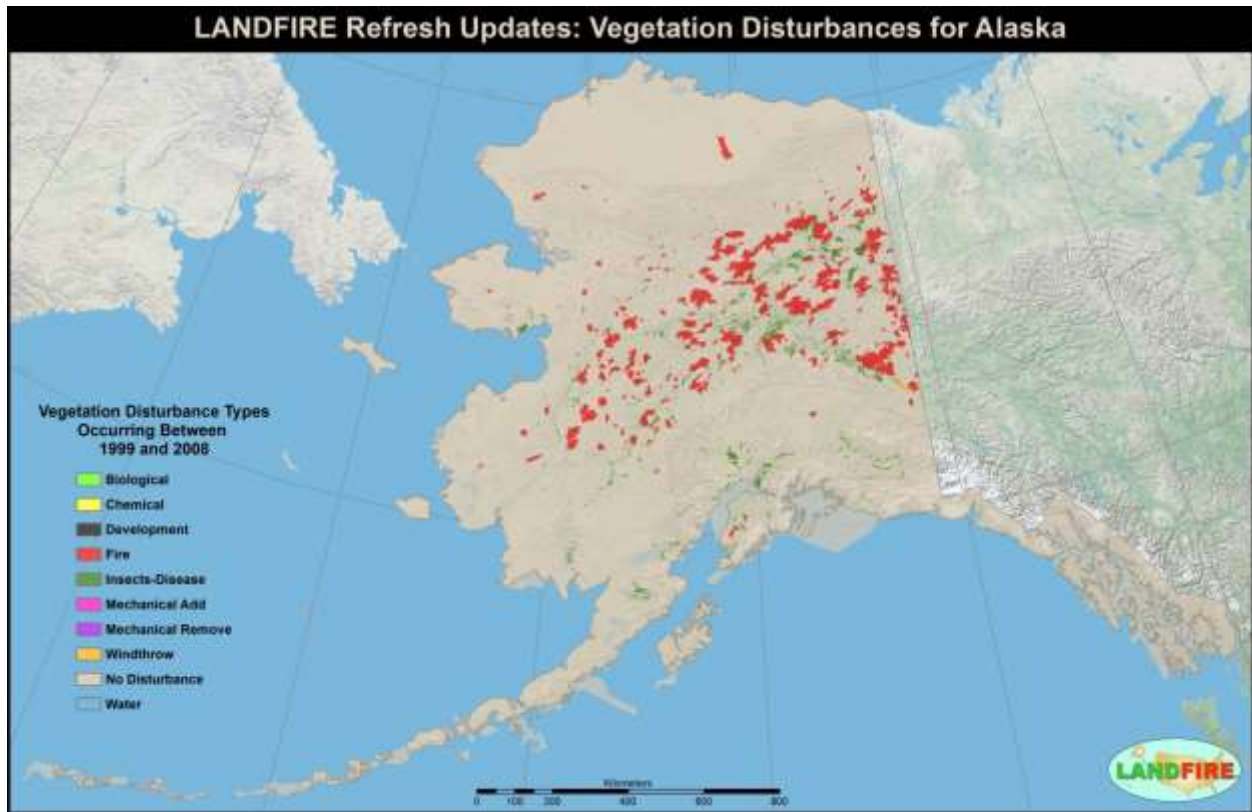 LANDFIRE Refresh Updates: Vegetation Disturbances for Alaska
Vegetation Disturbance Types
Occurring Between
1999 and 2008
Biological
Chemical
Development
Fire
Insects-Disease
Mechanical Add
Mechanical Remove
Windthrow
No Disturbance
Water
Kilometers
0 100 200 400 600 800
LANDFIRE